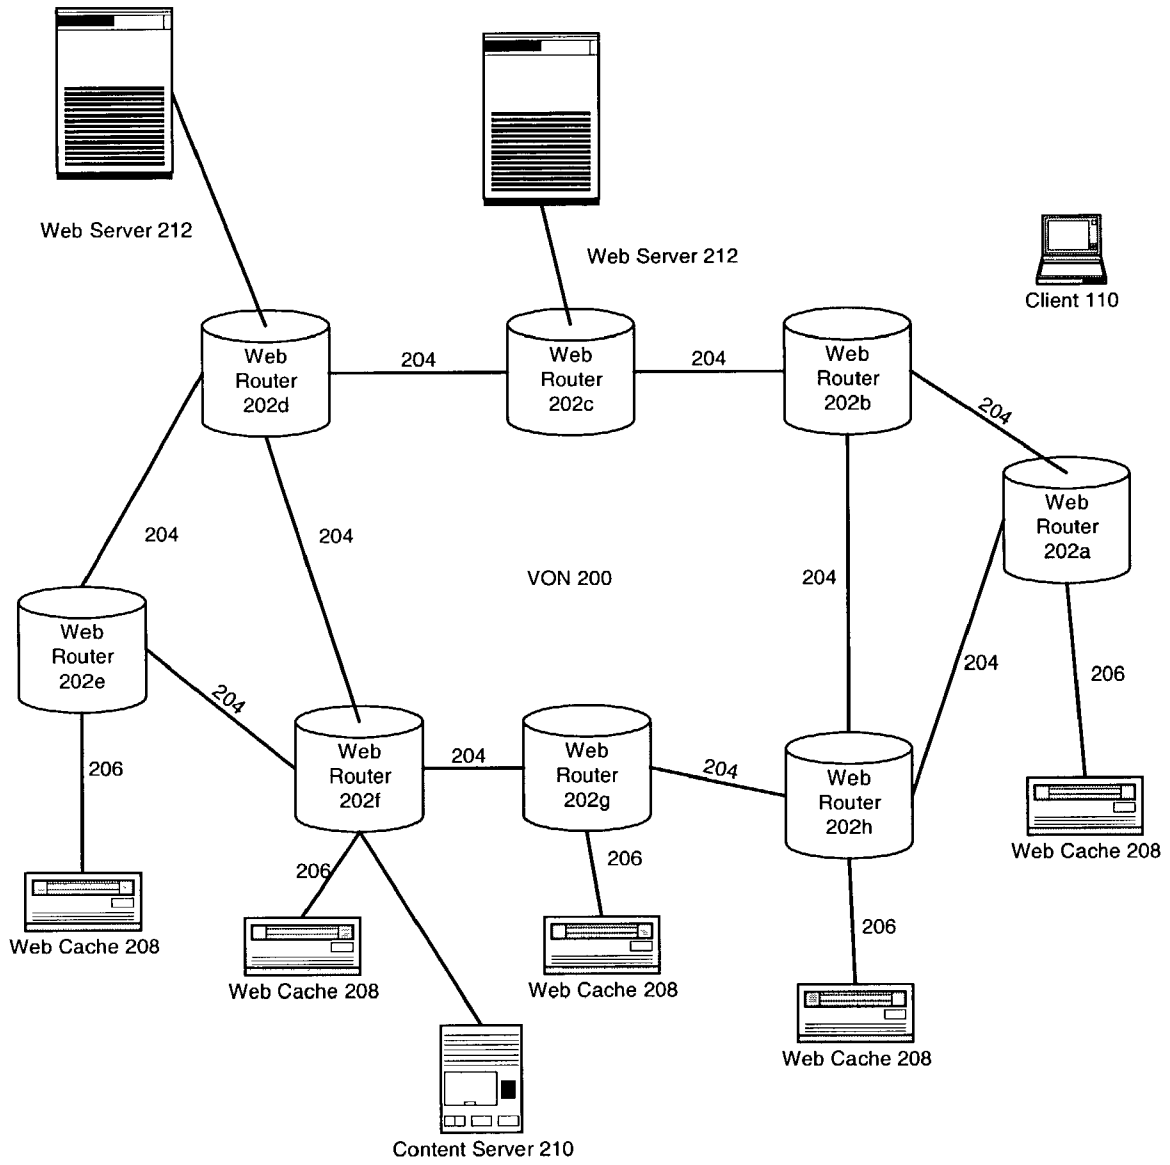 Web Server 212
Web Server 212
Client 110
Web
Router
202d
204
Web
Router
202c
204
Web
Router
202b
204
Web
Router
202a
204
204
204
204
206
VON 200
Web
Router
202e
204
206
Web
Router
202f
204
Web
Router
202g
204
Web
Router
202h
206
206
206
Web Cache 208
Web Cache 208
Web Cache 208
Web Cache 208
Web Cache 208
Content Server 210